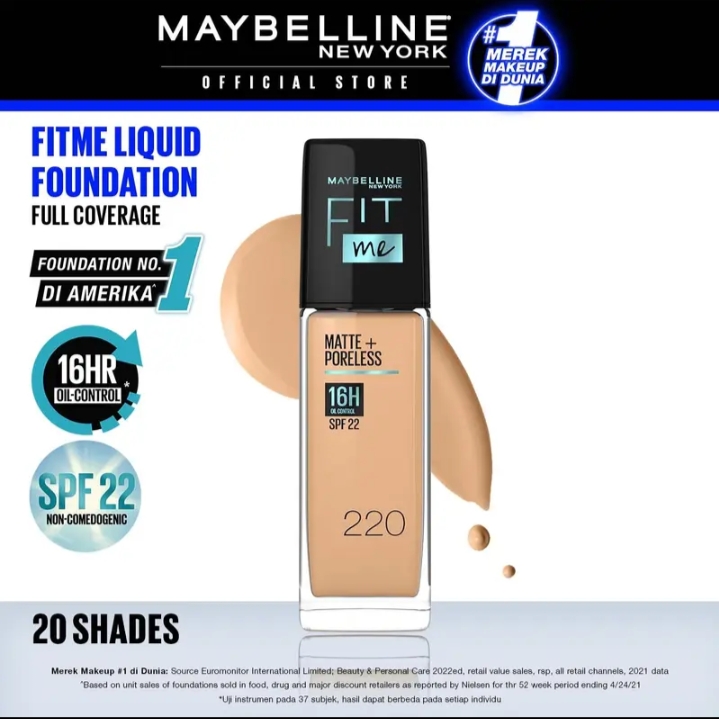 MAYBELLINE
NEW YORK
OFFICIAL STORE
#1
MEREK
MAKEUP
DI DUNIA
FITME LIQUID
FOUNDATION
FULL COVERAGE
FOUNDATION NO. 1
DI AMERIKA^
16HR
OIL-CONTROL*
SPF 22
NON-COMEDOGENIC
MAYBELLINE
NEW YORK
FIT
me
MATTE +
PORELESS
16H
OIL CONTROL
SPF 22
220
20 SHADES
Merek Makeup #1 di Dunia: Source Euromonitor International Limited; Beauty & Personal Care 2022ed, retail value sales, rsp, all retail channels, 2021 data
^Based on unit sales of foundations sold in food, drug and major discount retailers as reported by Nielsen for thr 52 week period ending 4/24/21
*Uji instrumen pada 37 subjek, hasil dapat berbeda pada setiap individu